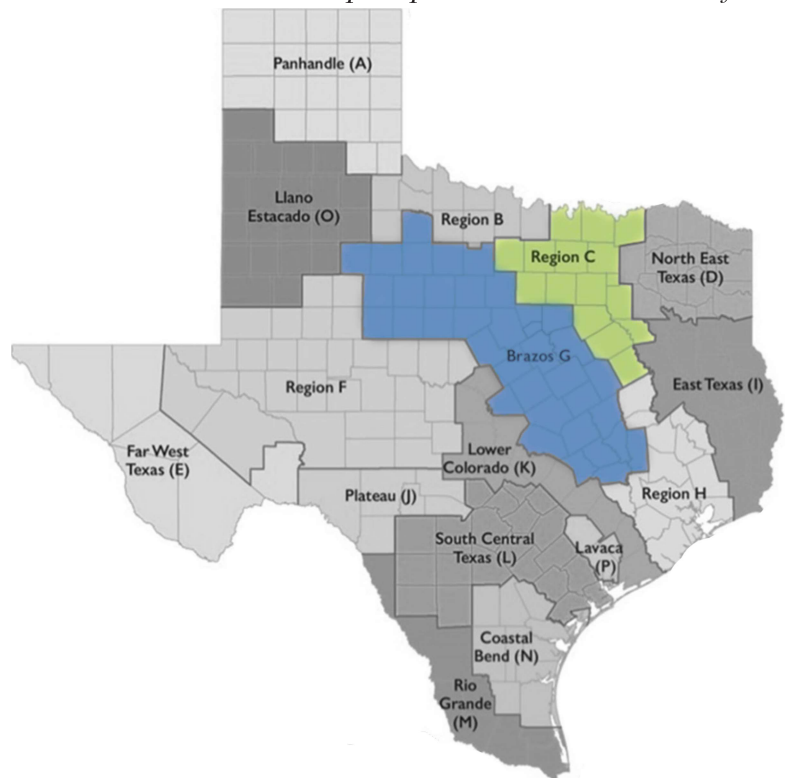 Panhandle (A)
Llano
Estacado (O)
Region B
Region C
North East
Texas (D)
Brazos G
East Texas (I)
Region F
Far West
Texas (E)
Lower
Colorado (K)
Plateau (J)
Region H
South Central
Texas (L)
Lavaca
(P)
Coastal
Bend (N)
Rio
Grande
(M)